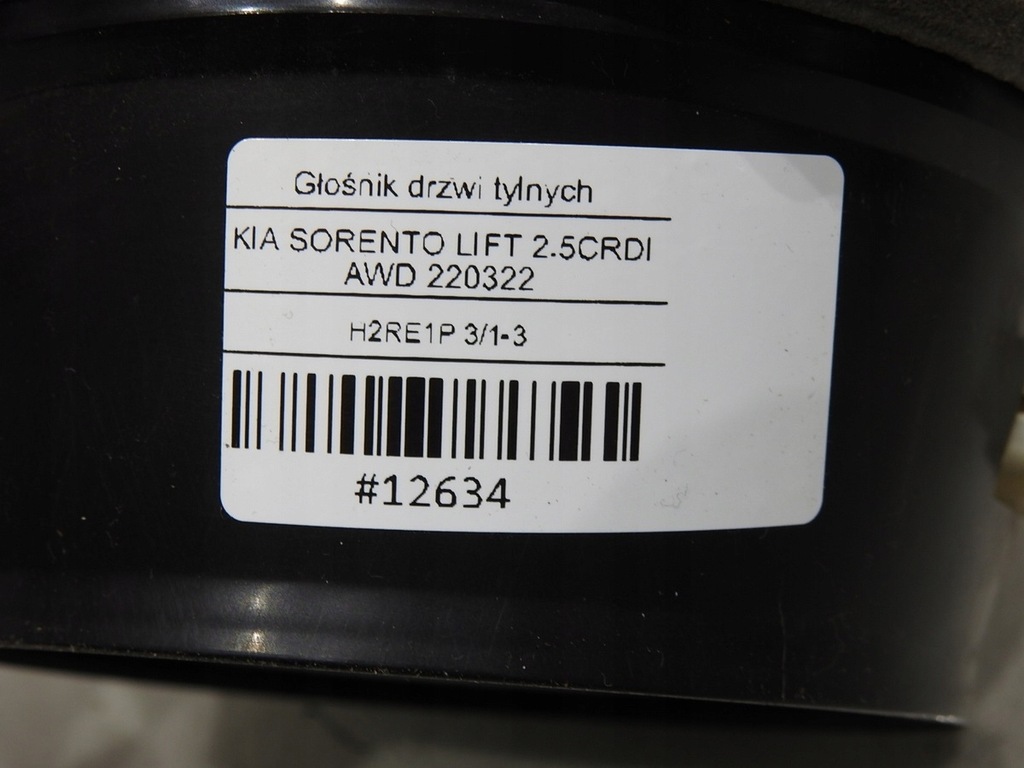 Głośnik drzwi tylnych
KIA SORENTO LIFT 2.5CRDI
AWD 220322
H2RE1P 3/1-3
#12634